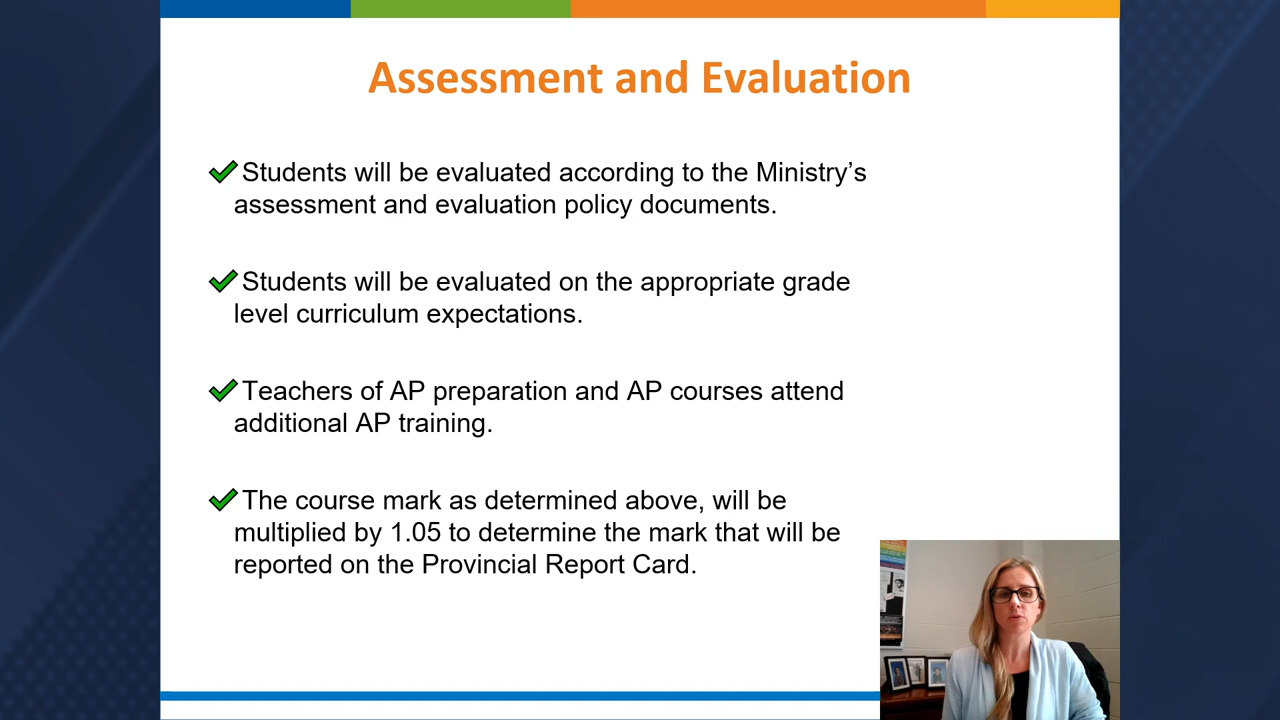 Assessment and Evaluation
Students will be evaluated according to the Ministry’s
assessment and evaluation policy documents.
Students will be evaluated on the appropriate grade
level curriculum expectations.
Teachers of AP preparation and AP courses attend
additional AP training.
The course mark as determined above, will be
multiplied by 1.05 to determine the mark that will be
reported on the Provincial Report Card.